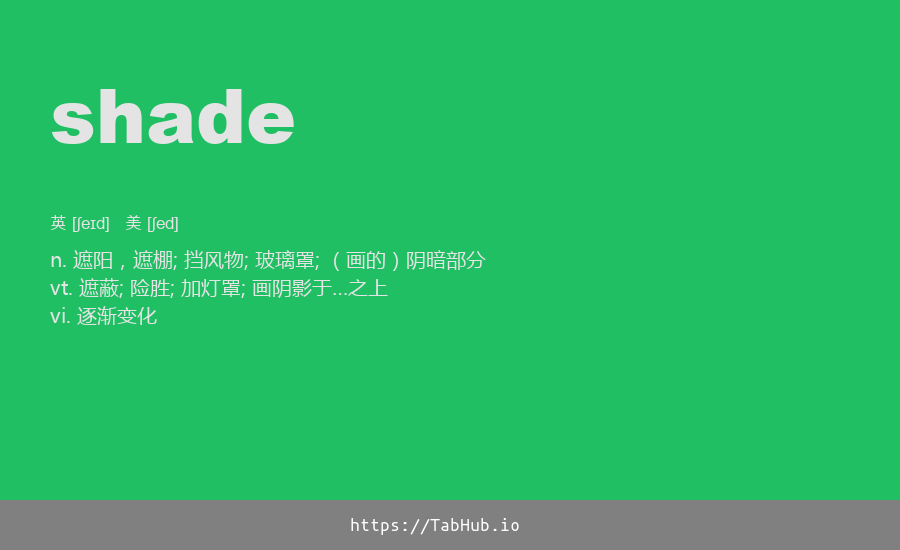 shade
英 [ʃeɪd] 美 [ʃed]
n. 遮阳，遮棚; 挡风物; 玻璃罩; （画的）阴暗部分
vt. 遮蔽; 险胜; 加灯罩; 画阴影于…之上
vi. 逐渐变化
https://TabHub.io